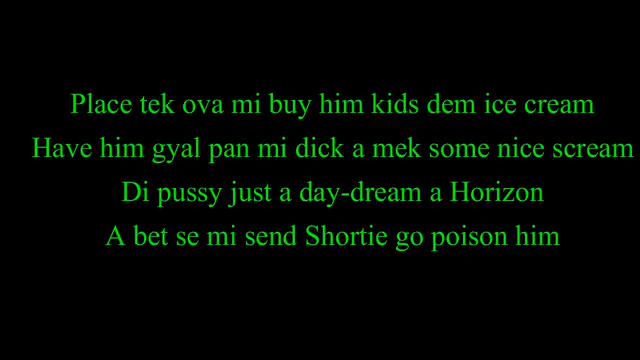 Place tek ova mi buy him kids dem ice cream
Have him gyal pan mi dick a mek some nice scream
Di pussy just a day-dream a Horizon
A bet se mi send Shortie go poison him